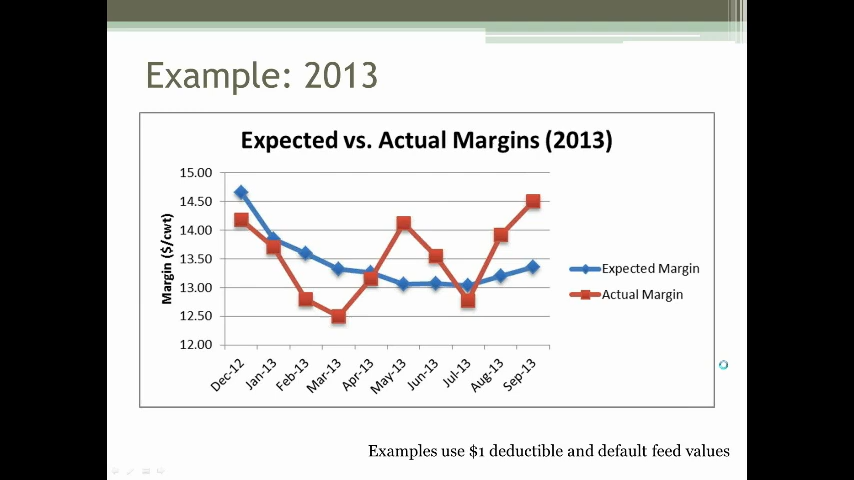 Example: 2013
Expected vs. Actual Margins (2013)
15.00
14.50
14.00
13.50
13.00
12.50
12.00
Margin ($/cwt)
Dec-12
Jan-13
Feb-13
Mar-13
Apr-13
May-13
Jun-13
Jul-13
Aug-13
Sep-13
Expected Margin
Actual Margin
Examples use $1 deductible and default feed values